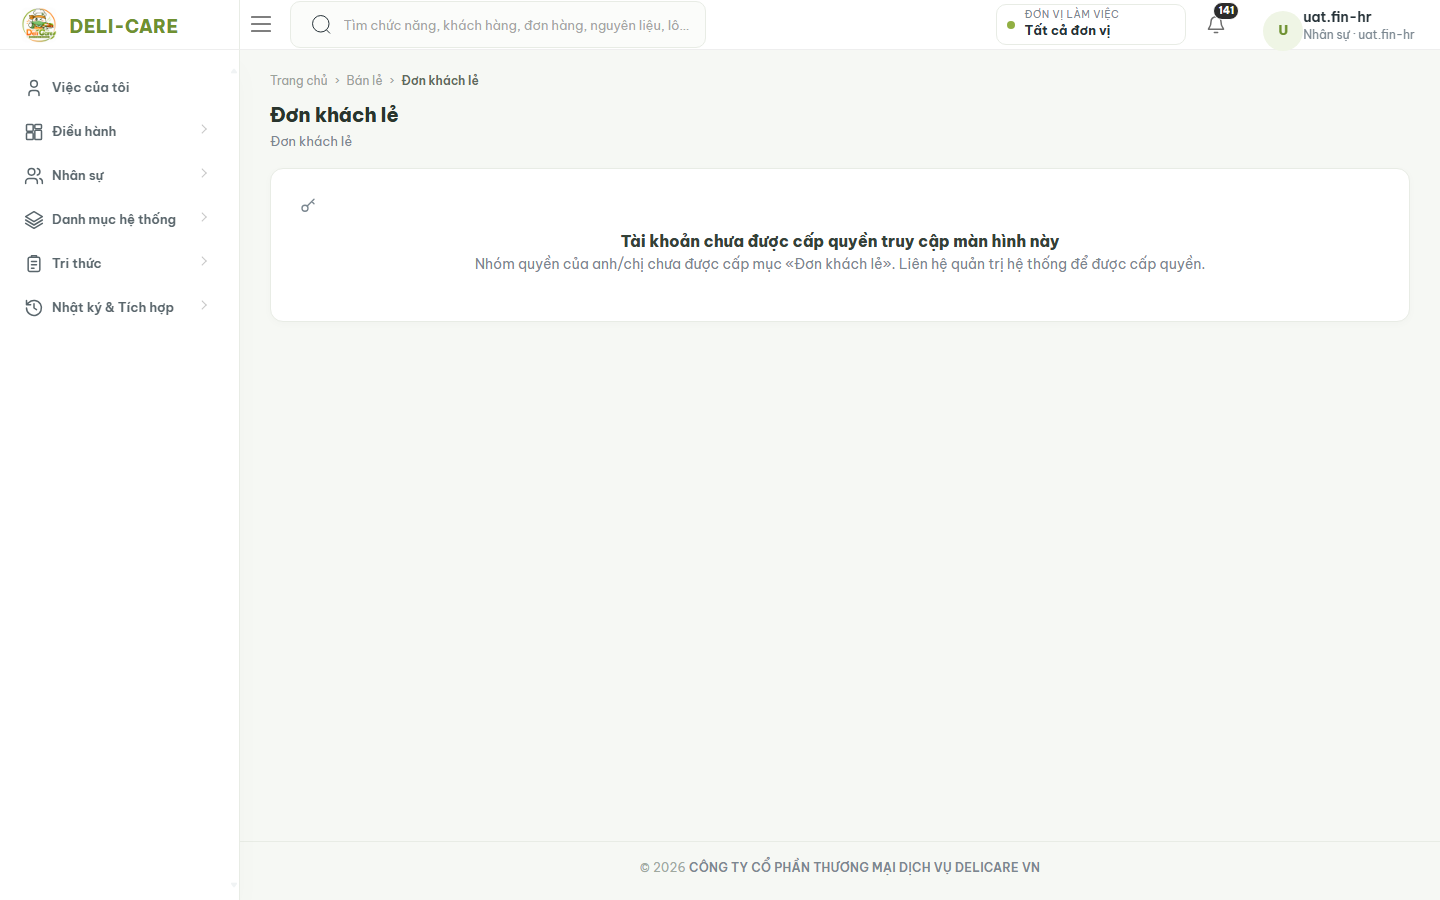 DELI-CARE
Tìm chức năng, khách hàng, đơn hàng, nguyên liệu, lô...
ĐƠN VỊ LÀM VIỆC
Tất cả đơn vị
141
U
uat.fin-hr
Nhân sự · uat.fin-hr
Việc của tôi
Điều hành
Nhân sự
Danh mục hệ thống
Tri thức
Nhật ký & Tích hợp
Trang chủ › Bán lẻ › Đơn khách lẻ
Đơn khách lẻ
Đơn khách lẻ
Tài khoản chưa được cấp quyền truy cập màn hình này
Nhóm quyền của anh/chị chưa được cấp mục «Đơn khách lẻ». Liên hệ quản trị hệ thống để được cấp quyền.
© 2026 CÔNG TY CỔ PHẦN THƯƠNG MẠI DỊCH VỤ DELICARE VN